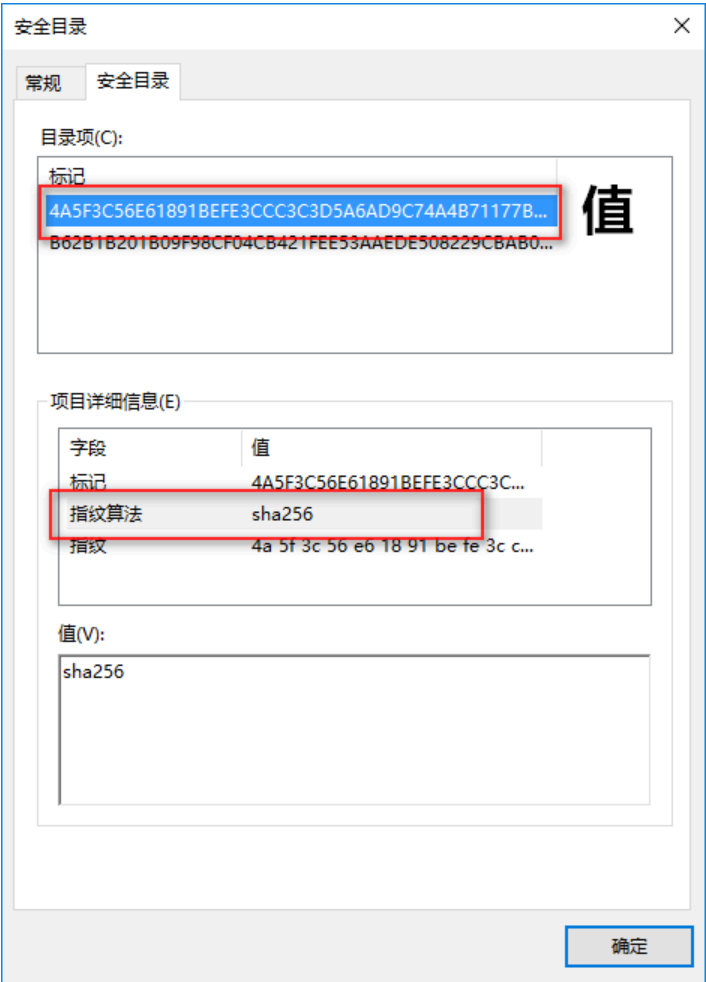 安全目录
常规 安全目录
目录项(C):
标记
4A5F3C56E61891BEFE3CCC3C3D5A6AD9C74A4B71177B...
值
B62B1B201B09F98CF04CB421FEE53AAEDE508229CBAB0...
项目详细信息(E)
字段 值
标记 4A5F3C56E61891BEFE3CCC3C...
指纹算法 sha256
指纹 4a 5f 3c 56 e6 18 91 be fe 3c c...
值(V):
sha256
确定